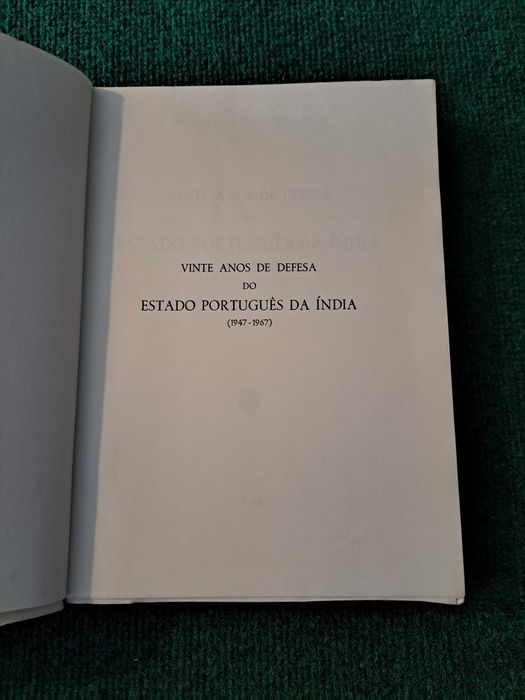 VINTE ANOS DE DEFESA
DO
ESTADO PORTUGUÊS DA ÍNDIA
(1947-1967)